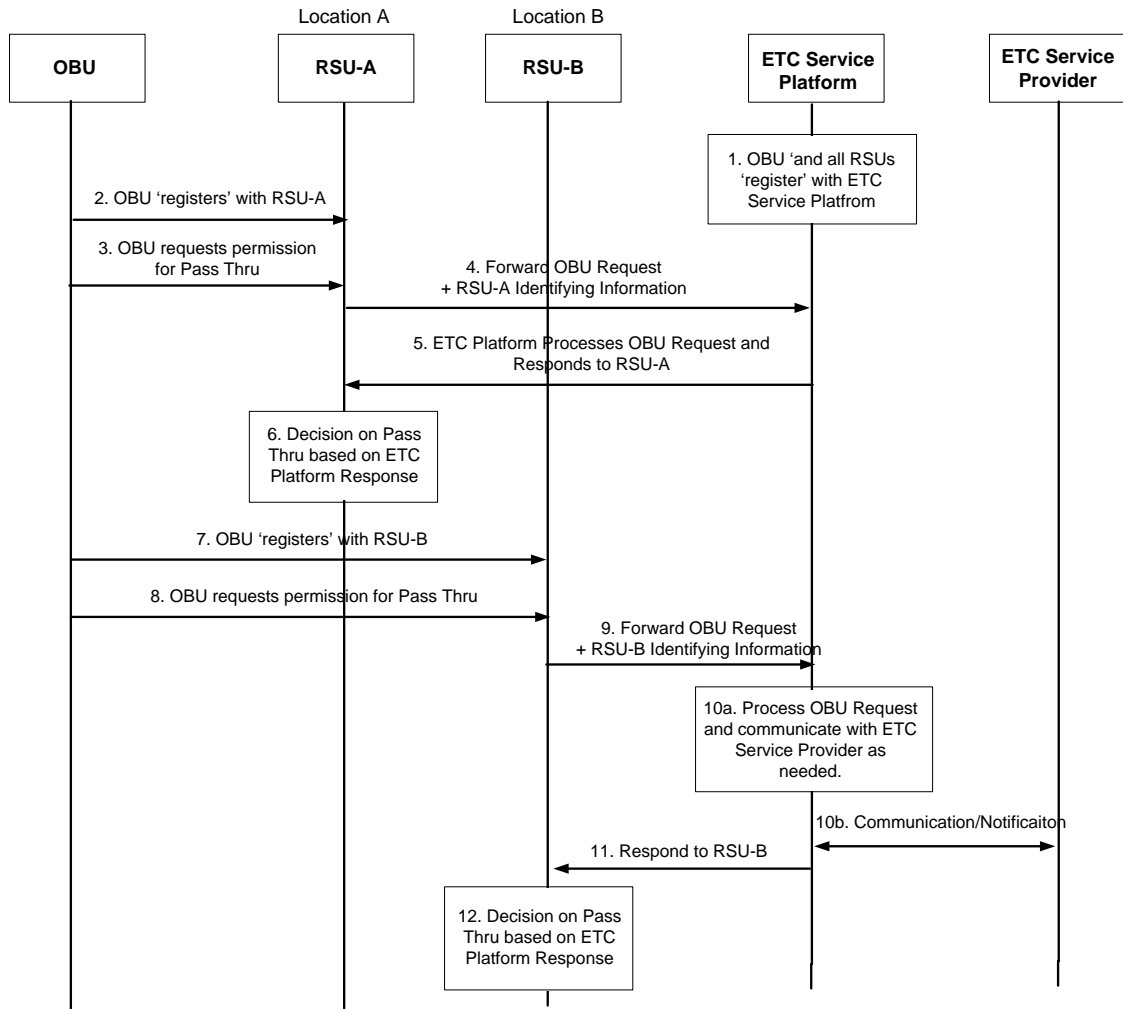 Location A
Location B
OBU
RSU-A
RSU-B
ETC Service
Platform
ETC Service
Provider
1. OBU 'and all RSUs
‘register’ with ETC
Service Platfrom
2. OBU ‘registers’ with RSU-A
3. OBU requests permission
for Pass Thru
4. Forward OBU Request
+ RSU-A Identifying Information
5. ETC Platform Processes OBU Request and
Responds to RSU-A
6. Decision on Pass
Thru based on ETC
Platform Response
7. OBU ‘registers’ with RSU-B
8. OBU requests permission for Pass Thru
9. Forward OBU Request
+ RSU-B Identifying Information
10a. Process OBU Request
and communicate with ETC
Service Provider as
needed.
10b. Communication/Notificaiton
11. Respond to RSU-B
12. Decision on Pass
Thru based on ETC
Platform Response